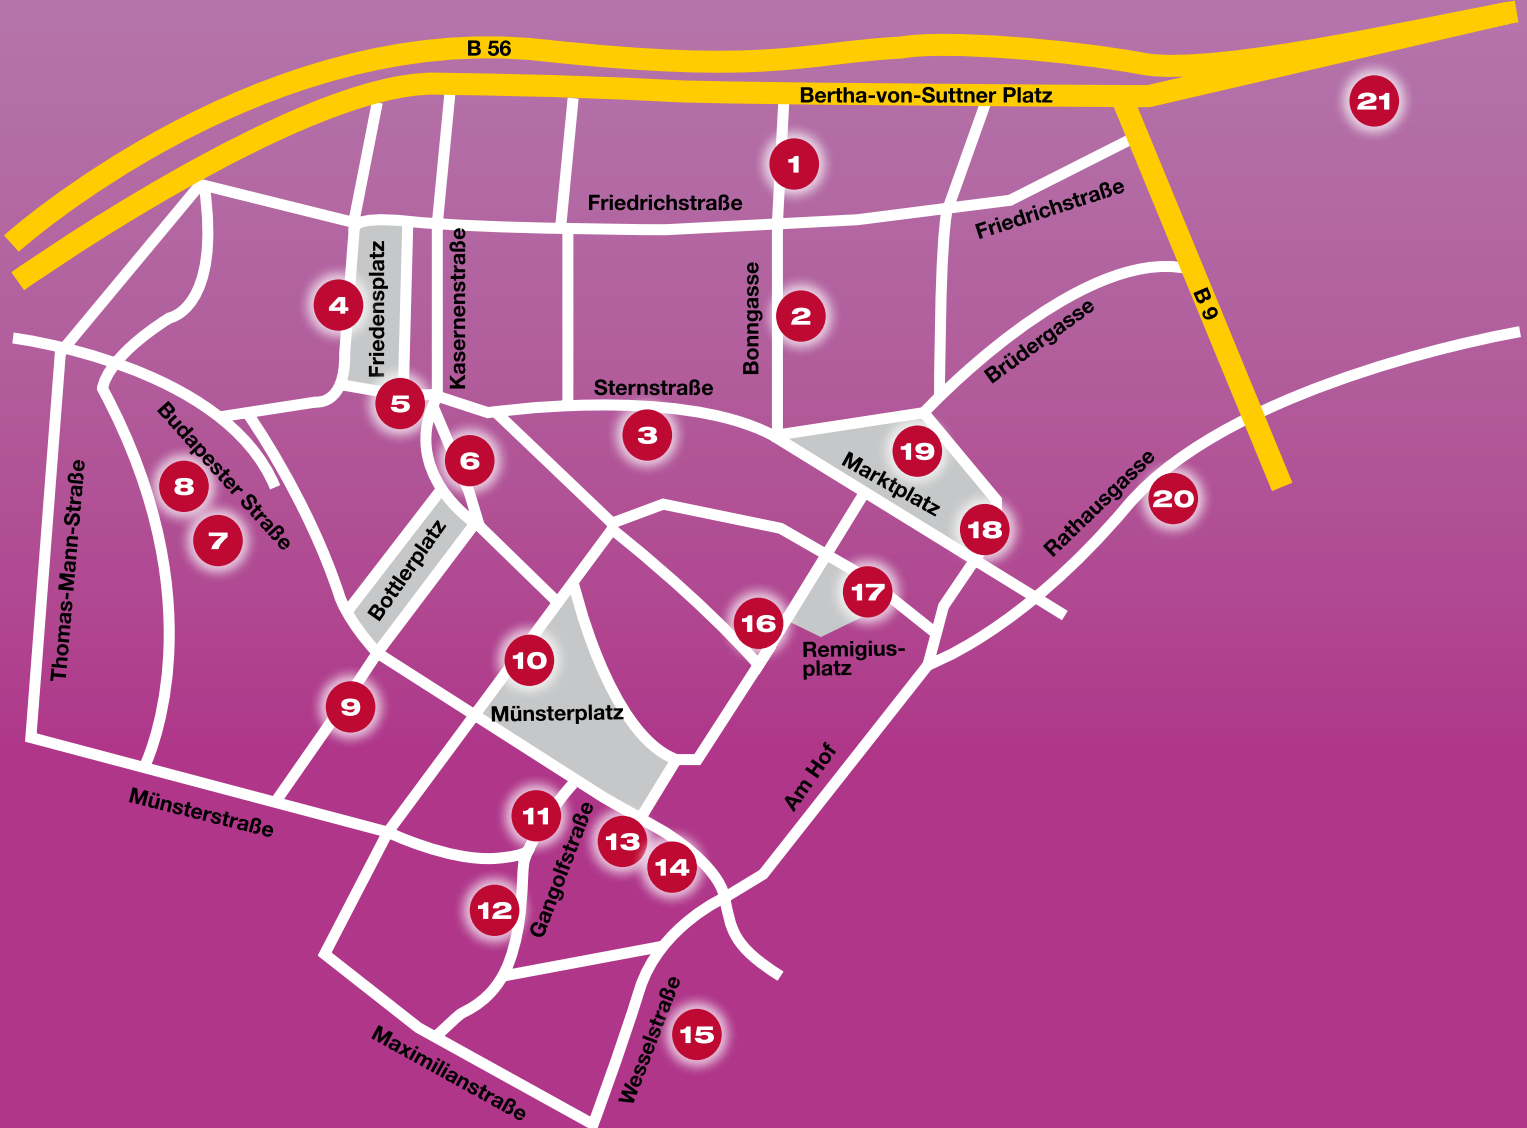 B 56
Bertha-von-Suttner Platz
21
1
Friedrichstraße
Friedrichstraße
4
Friedensplatz
Kasernenstraße
Bonngasse
2
B 9
Brüdergasse
5
Sternstraße
3
6
19
Marktplatz
18
Rathausgasse
20
Budapester Straße
8
7
Thomas-Mann-Straße
Bottlerplatz
17
16
Remigius-
platz
10
9
Münsterplatz
Am Hof
Münsterstraße
11
Gangolfstraße
13
14
12
Wesselstraße
15
Maximilianstraße